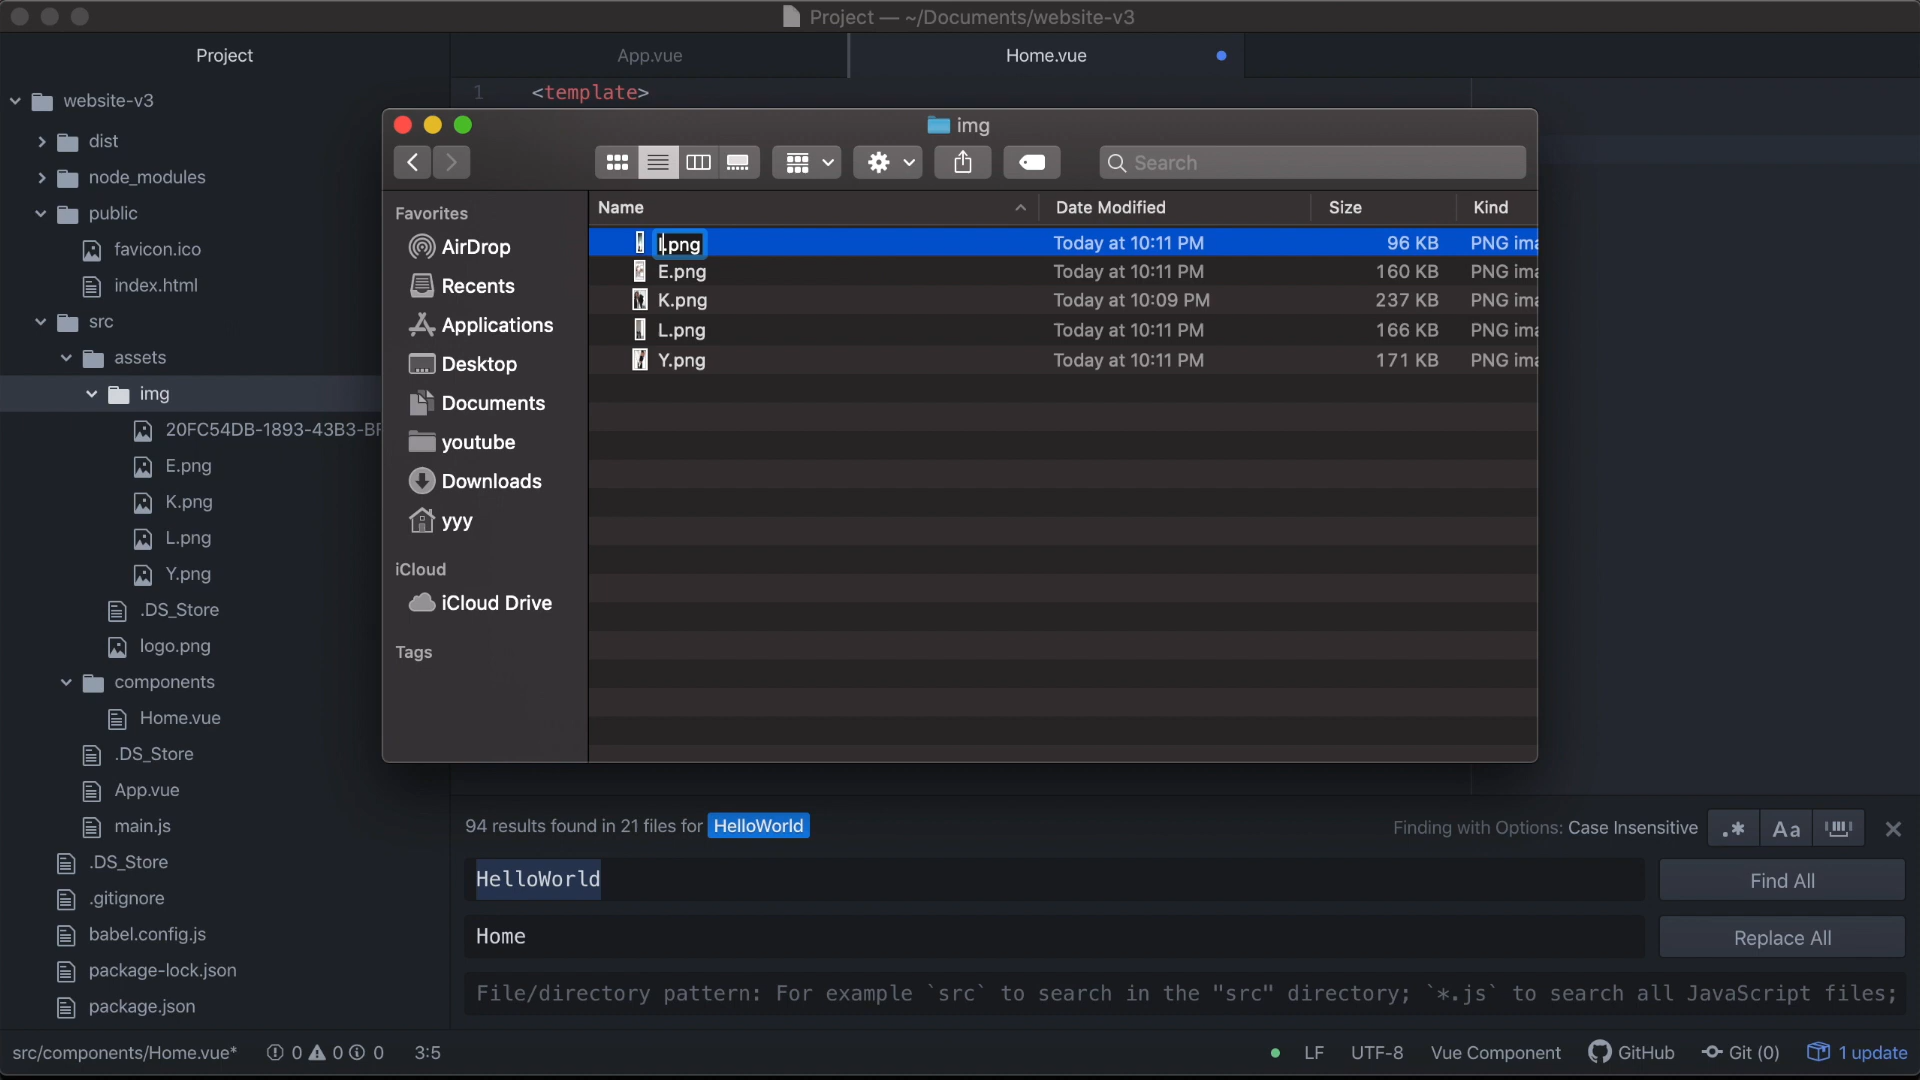 Project — ~/Documents/website-v3
Project
App.vue
Home.vue
website-v3
dist
node_modules
public
favicon.ico
index.html
src
assets
img
20FC54DB-1893-43B3-BF
E.png
K.png
L.png
Y.png
.DS_Store
logo.png
components
Home.vue
.DS_Store
App.vue
main.js
.DS_Store
.gitignore
babel.config.js
package-lock.json
package.json
1 <template>
img
Search
Favorites
AirDrop
Recents
Applications
Desktop
Documents
youtube
Downloads
yyy
iCloud
iCloud Drive
Tags
Name Date Modified Size Kind
I.png Today at 10:11 PM 96 KB PNG ima
E.png Today at 10:11 PM 160 KB PNG ima
K.png Today at 10:09 PM 237 KB PNG ima
L.png Today at 10:11 PM 166 KB PNG ima
Y.png Today at 10:11 PM 171 KB PNG ima
94 results found in 21 files for HelloWorld
Finding with Options: Case Insensitive
.* Aa
HelloWorld
Find All
Home
Replace All
File/directory pattern: For example `src` to search in the "src" directory; `*.js` to search all JavaScript files;
src/components/Home.vue* 0 0 0 3:5
LF UTF-8 Vue Component GitHub Git (0) 1 update